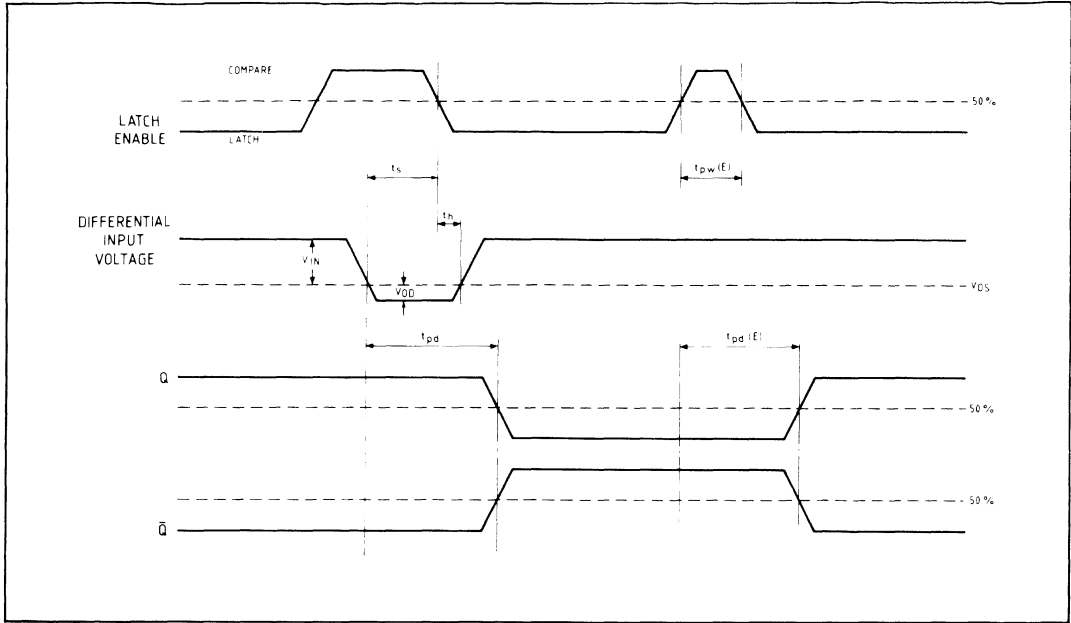 COMPARE
50%
LATCH
ENABLE
LATCH
ts
tpw (E)
th
DIFFERENTIAL
INPUT
VOLTAGE
VIN
VOD
VOS
tpd
tpd (E)
Q
50%
50%
Q̄